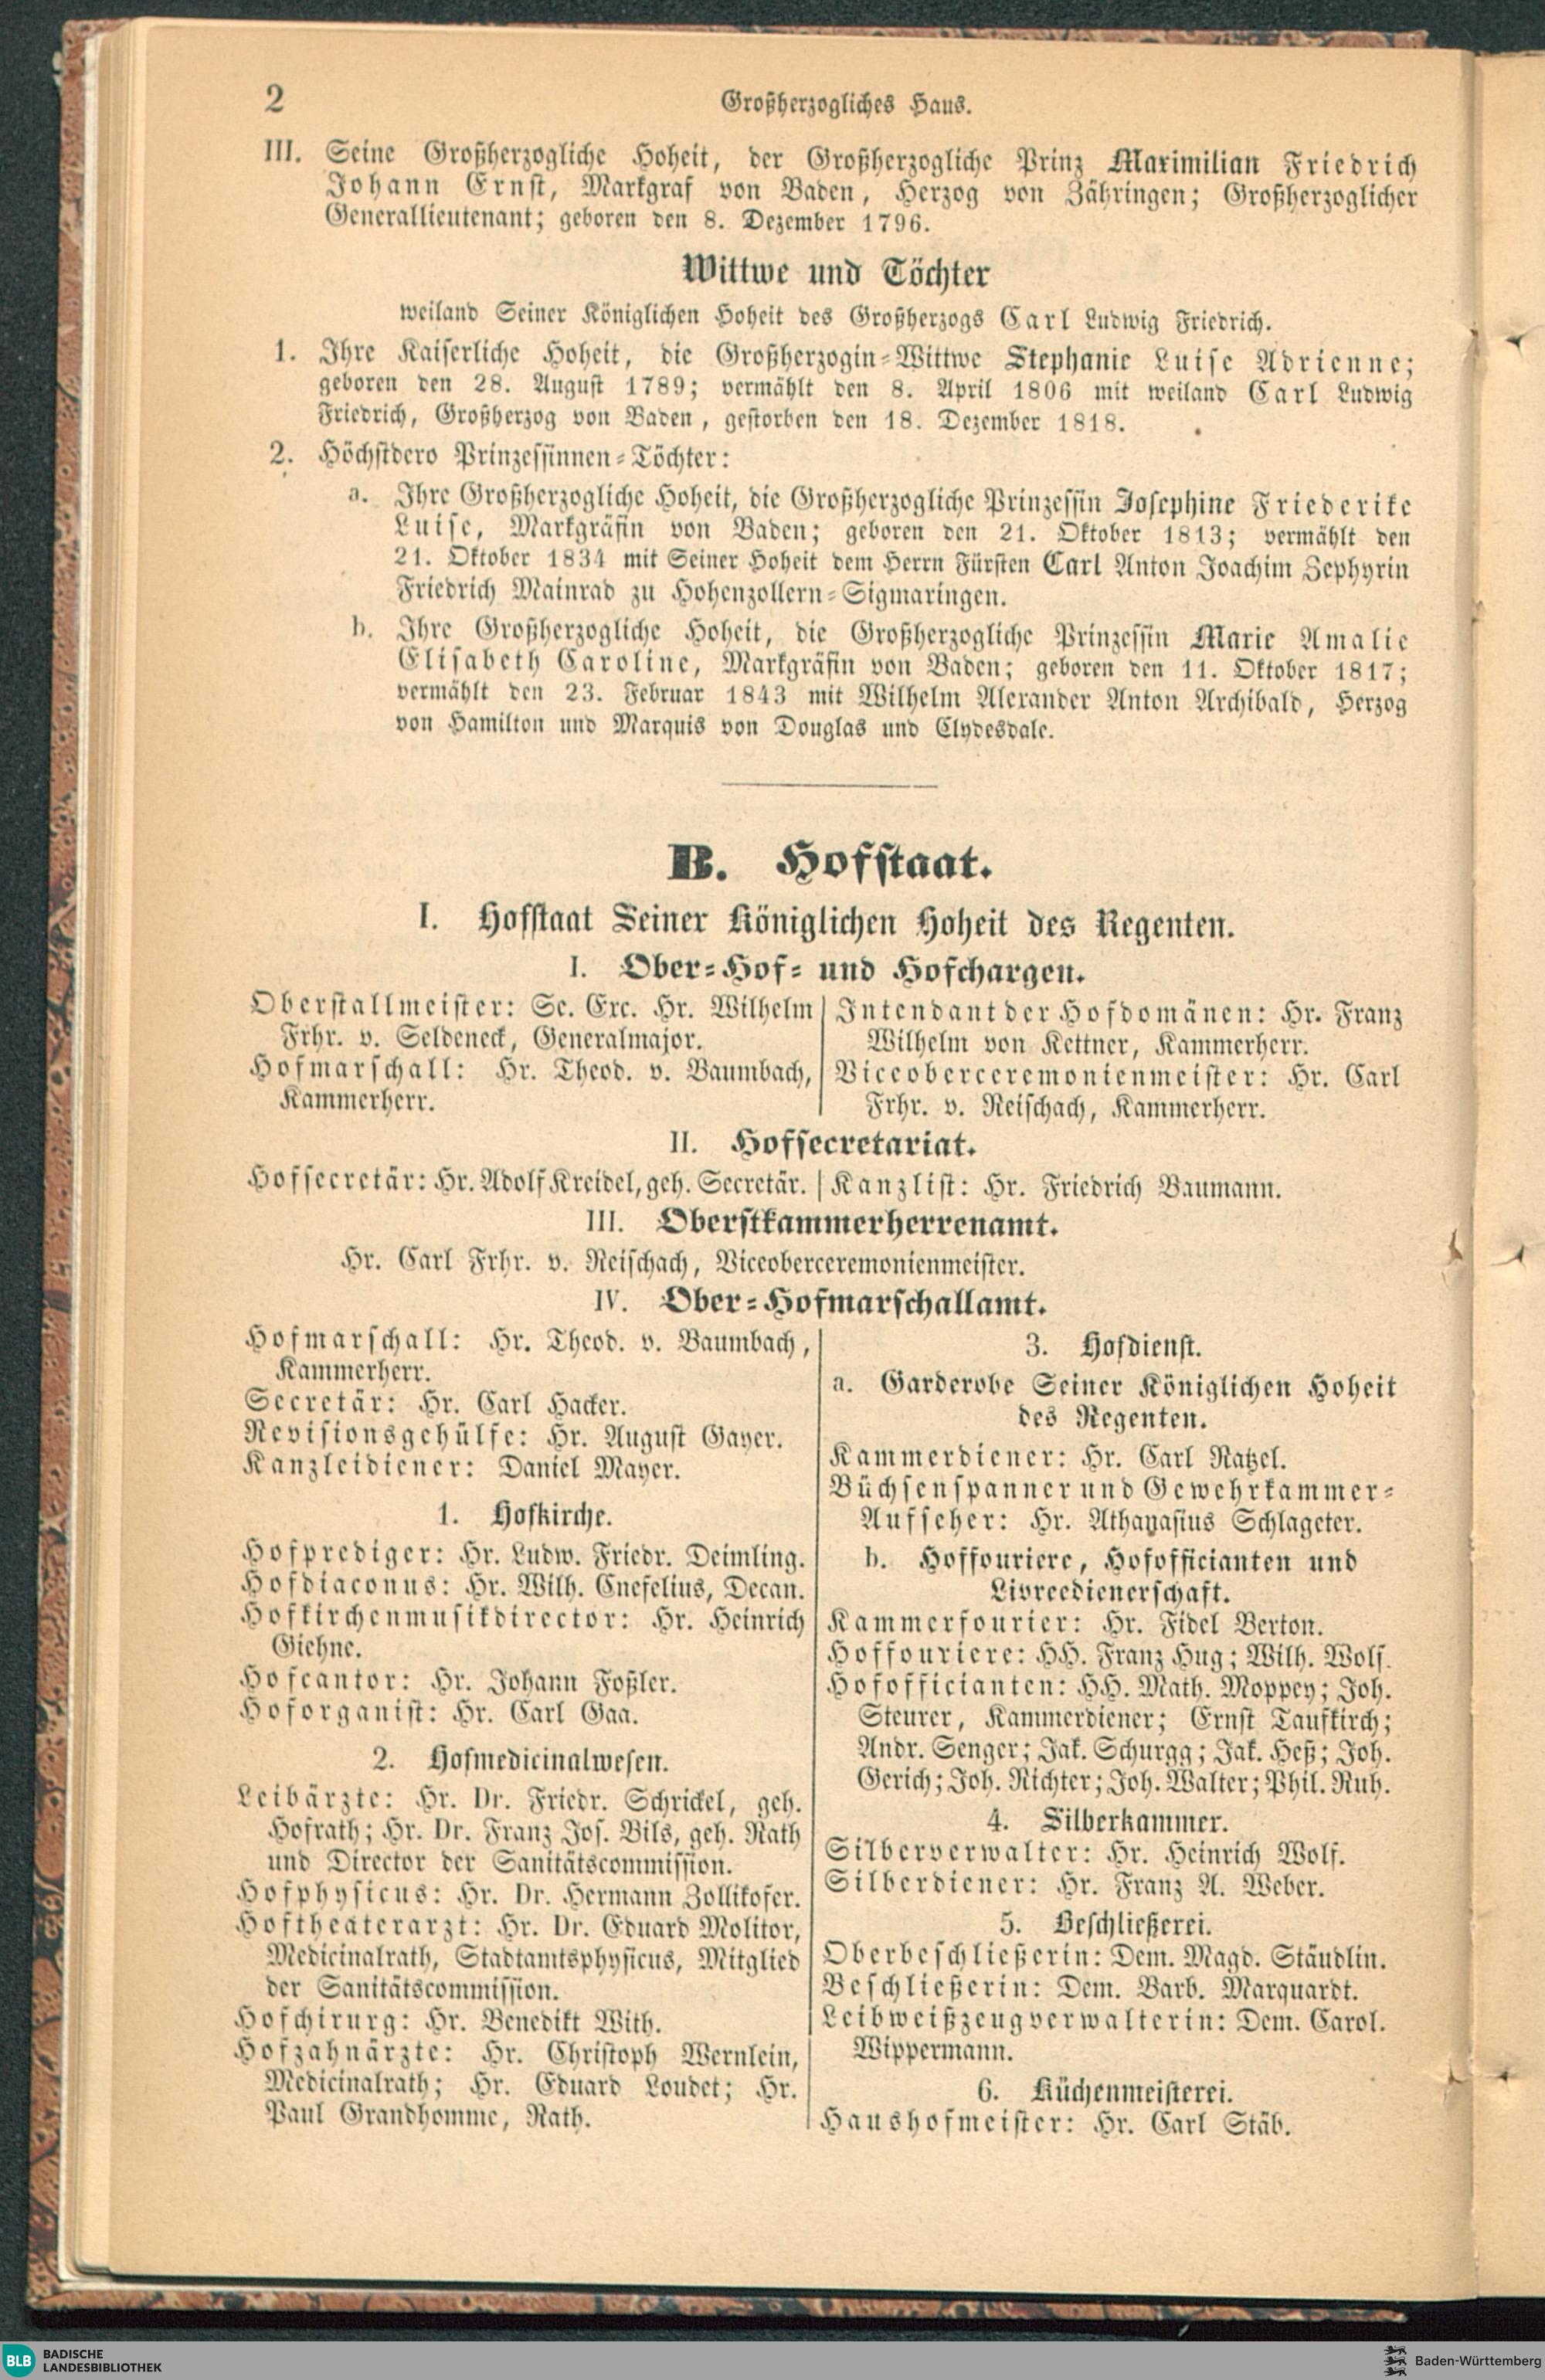 2
Großherzogliches Haus.
III. Seine Großherzogliche Hoheit, der Großherzogliche Prinz Maximilian Friedrich
Johann Ernst, Markgraf von Baden, Herzog von Zähringen; Großherzoglicher
Generallieutenant; geboren den 8. Dezember 1796.
Wittwe und Töchter
weiland Seiner Königlichen Hoheit des Großherzogs Carl Ludwig Friedrich.
1. Ihre Kaiserliche Hoheit, die Großherzogin-Wittwe Stephanie Luise Adrienne;
geboren den 28. August 1789; vermählt den 8. April 1806 mit weiland Carl Ludwig
Friedrich, Großherzog von Baden, gestorben den 18. Dezember 1818.
2. Höchstdero Prinzessinnen-Töchter:
a. Ihre Großherzogliche Hoheit, die Großherzogliche Prinzessin Josephine Friederike
Luise, Markgräfin von Baden; geboren den 21. Oktober 1813; vermählt den
21. Oktober 1834 mit Seiner Hoheit dem Herrn Fürsten Carl Anton Joachim Zephyrin
Friedrich Mainrad zu Hohenzollern-Sigmaringen.
b. Ihre Großherzogliche Hoheit, die Großherzogliche Prinzessin Marie Amalie
Elisabeth Caroline, Markgräfin von Baden; geboren den 11. Oktober 1817;
vermählt den 23. Februar 1843 mit Wilhelm Alexander Anton Archibald, Herzog
von Hamilton und Marquis von Douglas und Clydesdale.
B. Hofstaat.
I. Hofstaat Seiner Königlichen Hoheit des Regenten.
I. Ober-Hof- und Hofchargen.
Oberstallmeister: Se. Exc. Hr. Wilhelm
Frhr. v. Seldeneck, Generalmajor.
Hofmarschall: Hr. Theod. v. Baumbach,
Kammerherr.
Intendant der Hofdomänen: Hr. Franz
Wilhelm von Kettner, Kammerherr.
Viceoberceremonienmeister: Hr. Carl
Frhr. v. Reischach, Kammerherr.
II. Hofsecretariat.
Hofsecretär: Hr. Adolf Kreidel, geh. Secretär.
Kanzlist: Hr. Friedrich Baumann.
III. Oberstkammerherrenamt.
Hr. Carl Frhr. v. Reischach, Viceoberceremonienmeister.
IV. Ober-Hofmarschallamt.
Hofmarschall: Hr. Theod. v. Baumbach,
Kammerherr.
Secretär: Hr. Carl Hacker.
Revisionsgehülfe: Hr. August Gayer.
Kanzleidiener: Daniel Mayer.
1. Hofkirche.
Hofprediger: Hr. Ludw. Friedr. Deimling.
Hofdiaconus: Hr. Wilh. Cnefelius, Decan.
Hofkirchenmusikdirector: Hr. Heinrich
Giehne.
Hofcantor: Hr. Johann Foßler.
Hoforganist: Hr. Carl Gaa.
2. Hofmedicinalwesen.
Leibärzte: Hr. Dr. Friedr. Schrickel, geh.
Hofrath; Hr. Dr. Franz Jos. Bils, geh. Rath
und Director der Sanitätscommission.
Hofphysicus: Hr. Dr. Hermann Zollikofer.
Hoftheaterarzt: Hr. Dr. Eduard Molitor,
Medicinalrath, Stadtamtsphysicus, Mitglied
der Sanitätscommission.
Hofchirurg: Hr. Benedikt With.
Hofzahnärzte: Hr. Christoph Wernlein,
Medicinalrath; Hr. Eduard Loudet; Hr.
Paul Grandhomme, Rath.
3. Hofdienst.
a. Garderobe Seiner Königlichen Hoheit
des Regenten.
Kammerdiener: Hr. Carl Ratzel.
Büchsenspanner und Gewehrkammer-
Aufseher: Hr. Athanasius Schlageter.
b. Hoffouriere, Hofofficianten und
Livreedienerschaft.
Kammerfourier: Hr. Fidel Berton.
Hoffouriere: HH. Franz Hug; Wilh. Wolf.
Hofofficianten: HH. Math. Moppey; Joh.
Steurer, Kammerdiener; Ernst Taufkirch;
Andr. Senger; Jak. Schurgg; Jak. Heß; Joh.
Gerich; Joh. Richter; Joh. Walter; Phil. Ruh.
4. Silberkammer.
Silberverwalter: Hr. Heinrich Wolf.
Silberdiener: Hr. Franz A. Weber.
5. Beschließerei.
Oberbeschließerin: Dem. Magd. Stäudlin.
Beschließerin: Dem. Barb. Marquardt.
Leibweißzeugverwalterin: Dem. Carol.
Wippermann.
6. Küchenmeisterei.
Haushofmeister: Hr. Carl Stäb.
BLB BADISCHE
LANDESBIBLIOTHEK
Baden-Württemberg